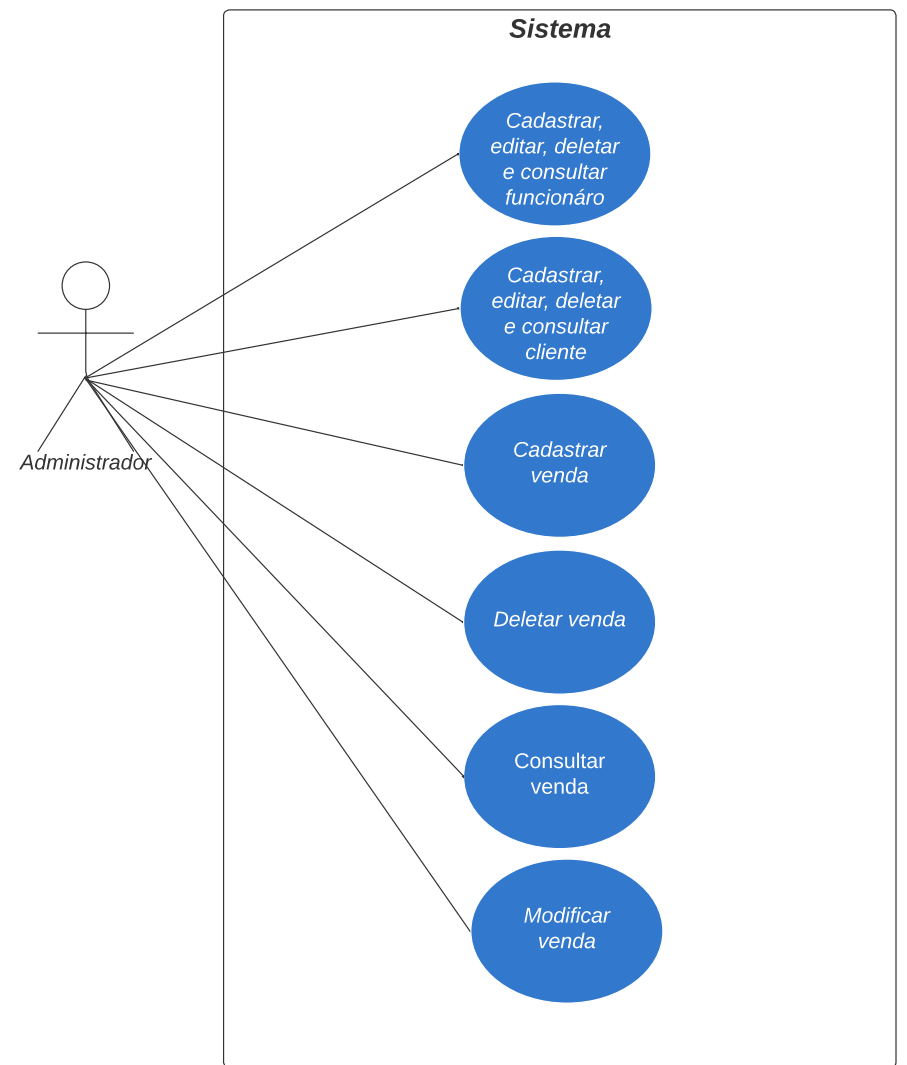 Sistema
Cadastrar,
editar, deletar
e consultar
funcionáro
Cadastrar,
editar, deletar
e consultar
cliente
Administrador
Cadastrar
venda
Deletar venda
Consultar
venda
Modificar
venda